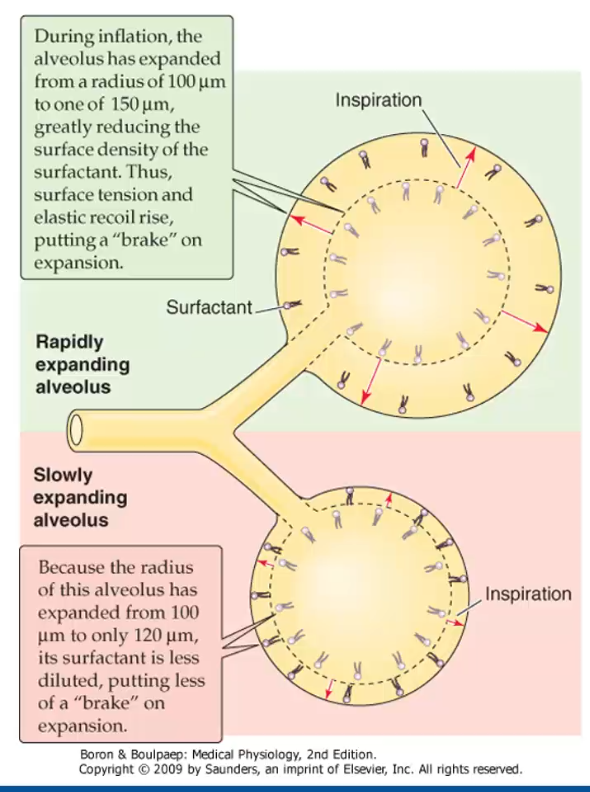 During inflation, the
alveolus has expanded
from a radius of 100 µm
to one of 150 µm,
greatly reducing the
surface density of the
surfactant. Thus,
surface tension and
elastic recoil rise,
putting a “brake” on
expansion.
Inspiration
Surfactant
Rapidly
expanding
alveolus
Slowly
expanding
alveolus
Because the radius
of this alveolus has
expanded from 100
µm to only 120 µm,
its surfactant is less
diluted, putting less
of a “brake” on
expansion.
Inspiration
Boron & Boulpaep: Medical Physiology, 2nd Edition.
Copyright © 2009 by Saunders, an imprint of Elsevier, Inc. All rights reserved.